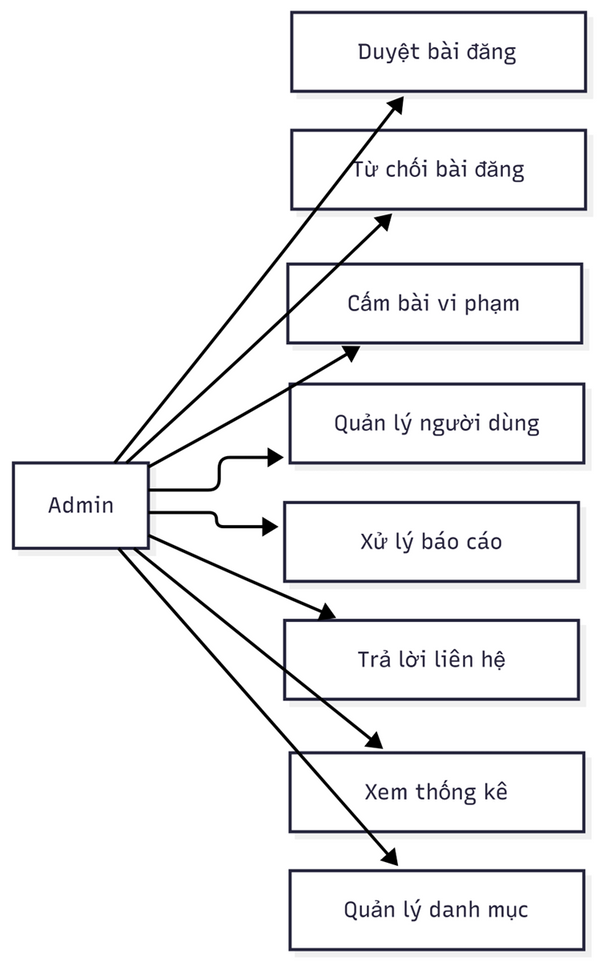 Duyệt bài đăng
Từ chối bài đăng
Cấm bài vi phạm
Quản lý người dùng
Admin
Xử lý báo cáo
Trả lời liên hệ
Xem thống kê
Quản lý danh mục